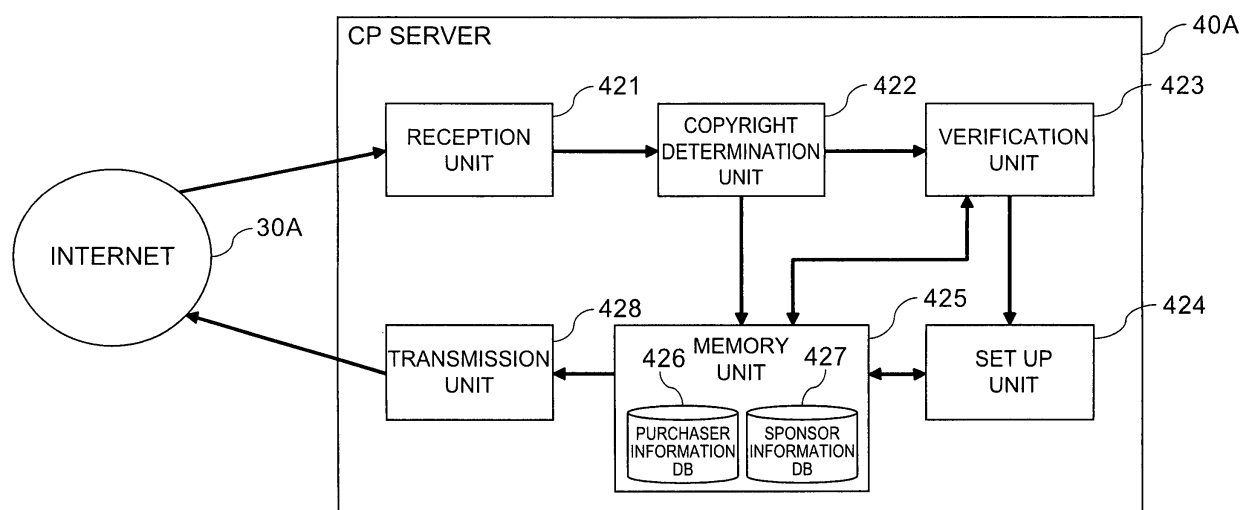 CP SERVER
40A
421
422
423
RECEPTION
UNIT
COPYRIGHT
DETERMINATION
UNIT
VERIFICATION
UNIT
INTERNET
30A
428
425
424
TRANSMISSION
UNIT
MEMORY
UNIT
426
427
SET UP
UNIT
PURCHASER
INFORMATION
DB
SPONSOR
INFORMATION
DB